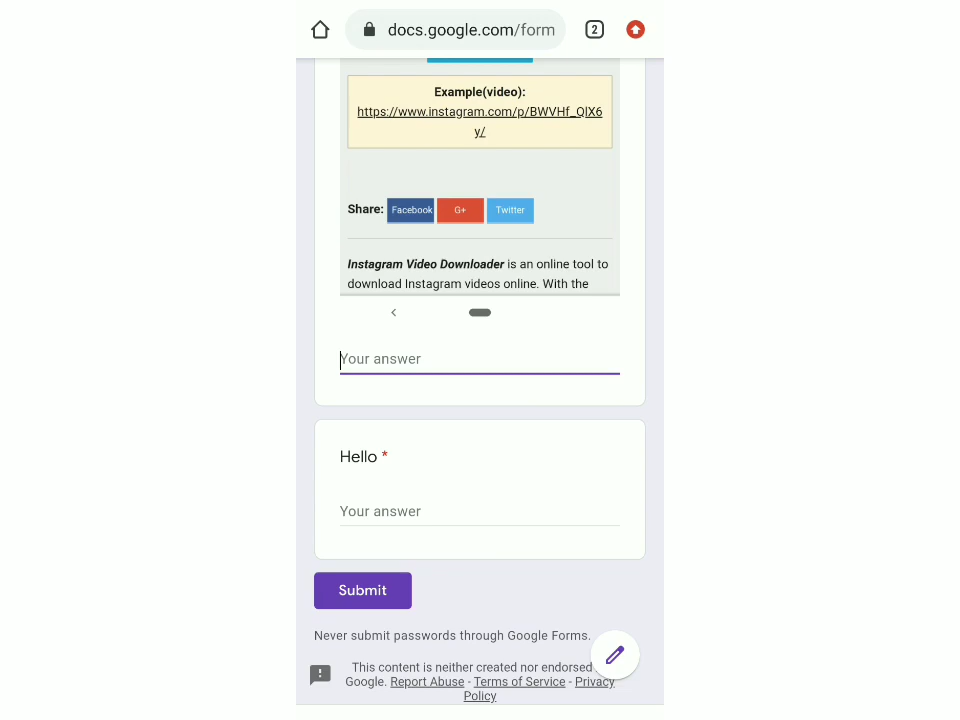 docs.google.com/form
2
Example(video):
https://www.instagram.com/p/BWVHf_QlX6
y/
Share: Facebook G+ Twitter
Instagram Video Downloader is an online tool to
download Instagram videos online. With the
Your answer
Hello *
Your answer
Submit
Never submit passwords through Google Forms.
This content is neither created nor endorsed
Google. Report Abuse - Terms of Service - Privacy
Policy